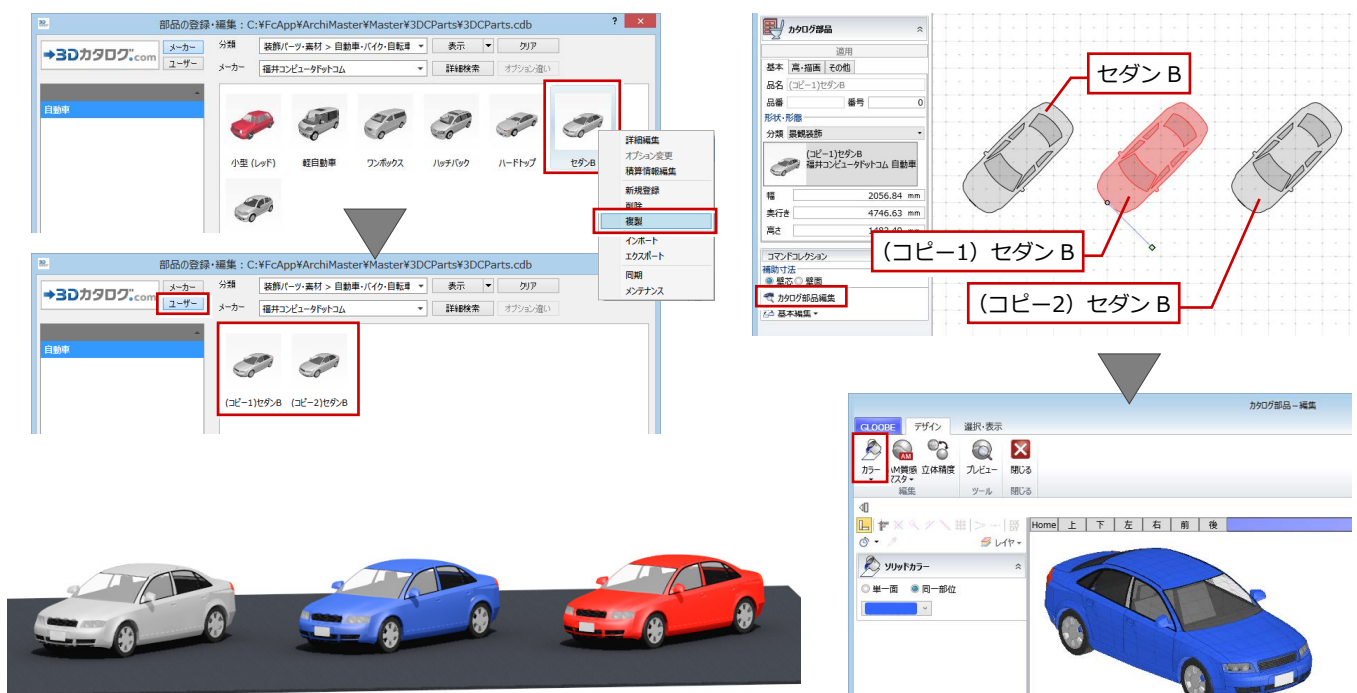 部品の登録・編集：C:¥FcApp¥ArchiMaster¥Master¥3DCParts¥3DCParts.cdb
? ×
➔3Dカタログ.com
メーカー
ユーザー
分類 装飾パーツ・素材 > 自動車・バイク・自転車 表示 クリア
メーカー 福井コンピュータドットコム 詳細検索 オプション違い
自動車
小型 (レッド) 軽自動車 ワンボックス ハッチバック ハードトップ セダンB
詳細編集
オプション変更
積算情報編集
新規登録
削除
複製
インポート
エクスポート
同期
メンテナンス
部品の登録・編集：C:¥FcApp¥ArchiMaster¥Master¥3DCParts¥3DCParts.cdb
➔3Dカタログ.com
メーカー
ユーザー
分類 装飾パーツ・素材 > 自動車・バイク・自転車 表示 クリア
メーカー 福井コンピュータドットコム 詳細検索 オプション違い
自動車
(コピー1)セダンB (コピー2)セダンB
カタログ部品
適用
基本 高・描画 その他
品名 (コピー1)セダンB
品番 番号 0
形状・形態
分類 景観装飾
(コピー1)セダンB
福井コンピュータドットコム 自動車
幅 2056.84 mm
奥行き 4746.63 mm
高さ 1483.40 mm
コマンドコレクション
補助寸法
壁芯 壁面
カタログ部品編集
基本編集
セダン B
（コピー1）セダン B
（コピー2）セダン B
カタログ部品 – 編集
GLOOBE デザイン 選択・表示
カラー AM質感マスタ 立体精度 プレビュー 閉じる
編集 ツール 閉じる
Home 上 下 左 右 前 後
レイヤ
ソリッドカラー
単一面 同一部位